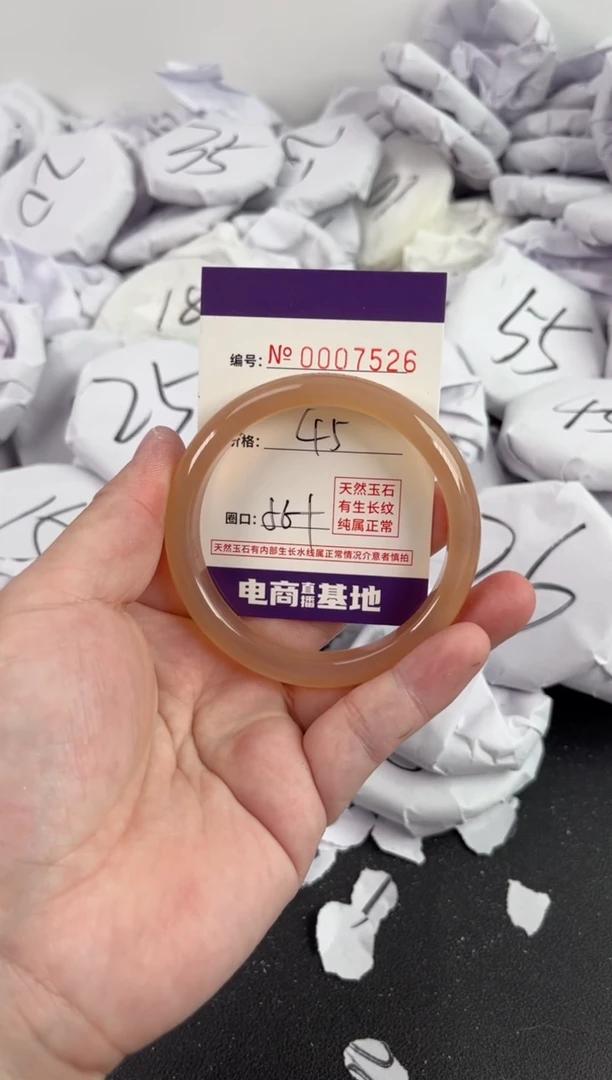 20
35
18
55
编号: № 0007526
25
45
价格: 45
天然玉石
有生长纹
纯属正常
圈口: 56+
天然玉石有内部生长水线属正常情况介意者慎拍
电商直播基地
26